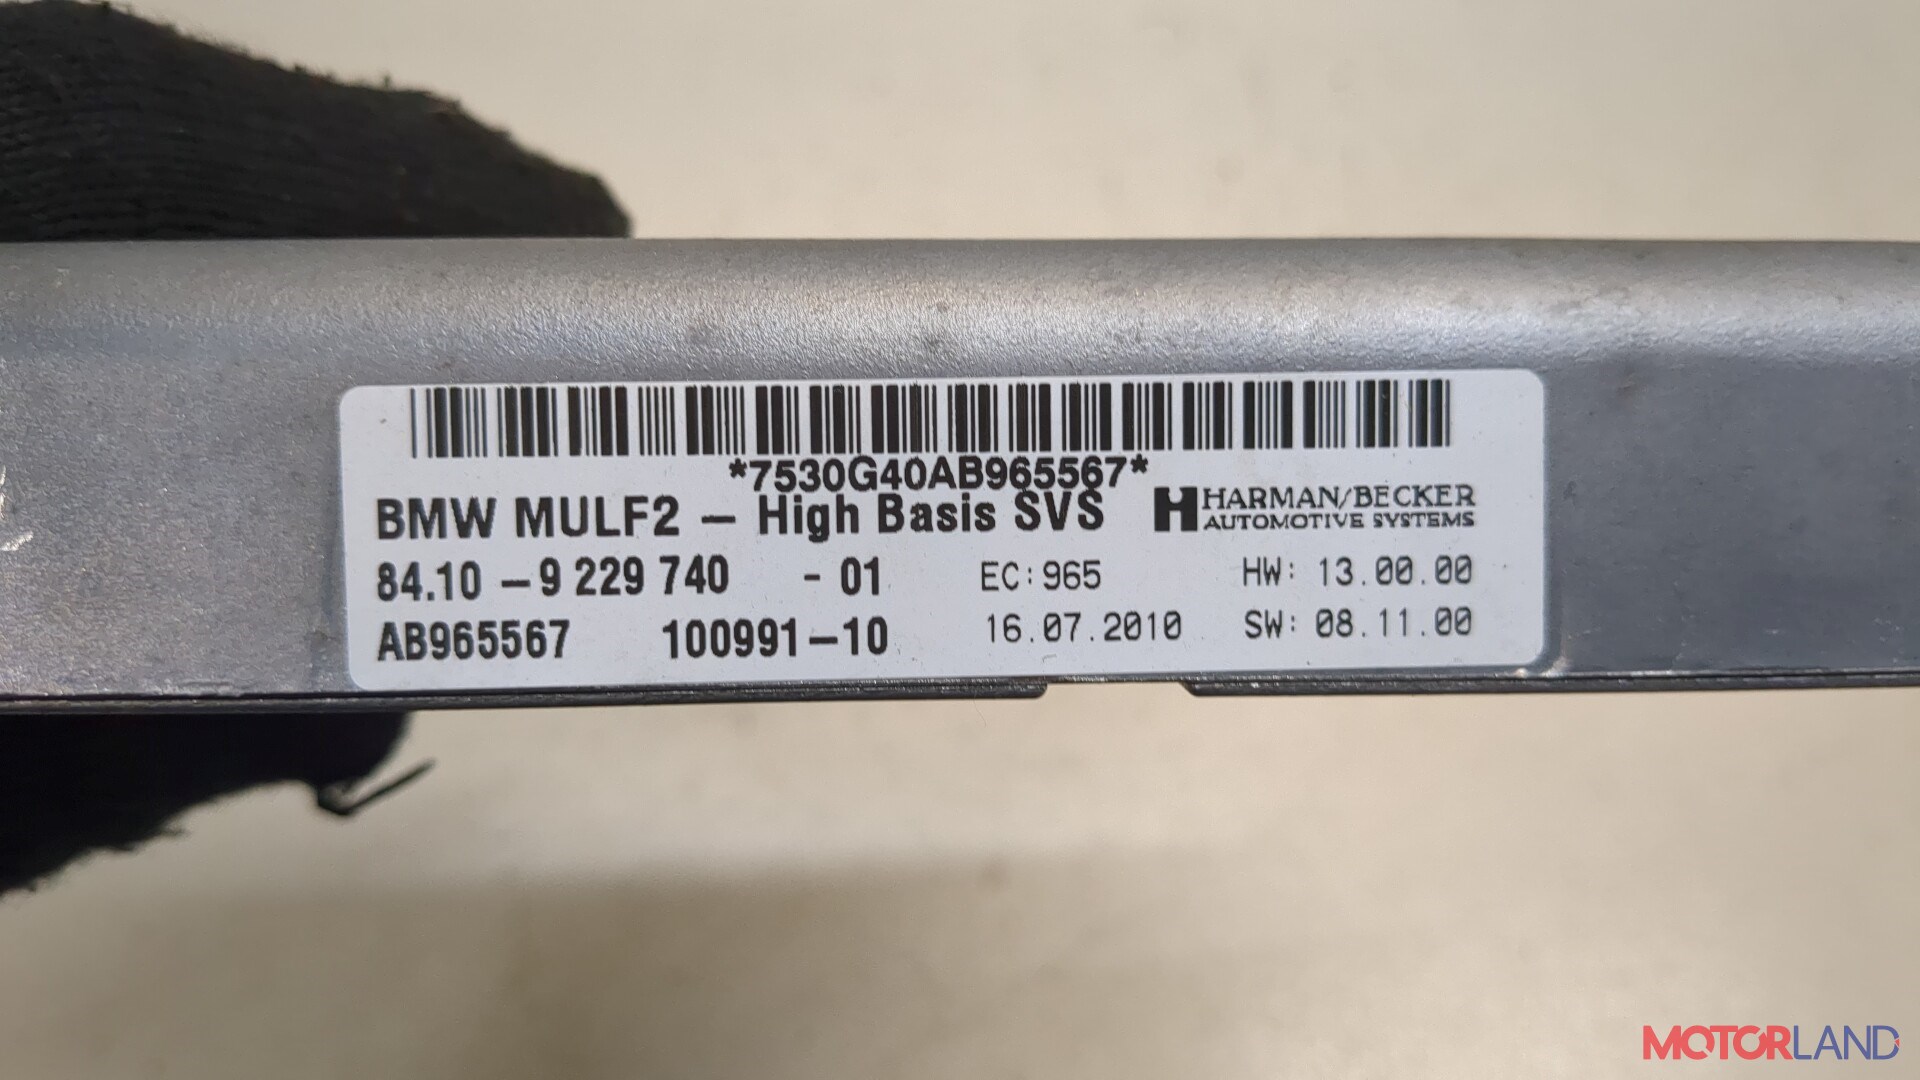 *7530G40AB965567*
BMW MULF2 – High Basis SVS
HARMAN/BECKER
AUTOMOTIVE SYSTEMS
84.10 – 9 229 740 - 01 EC: 965 HW: 13.00.00
AB965567 100991–10 16.07.2010 SW: 08.11.00
MOTORLAND